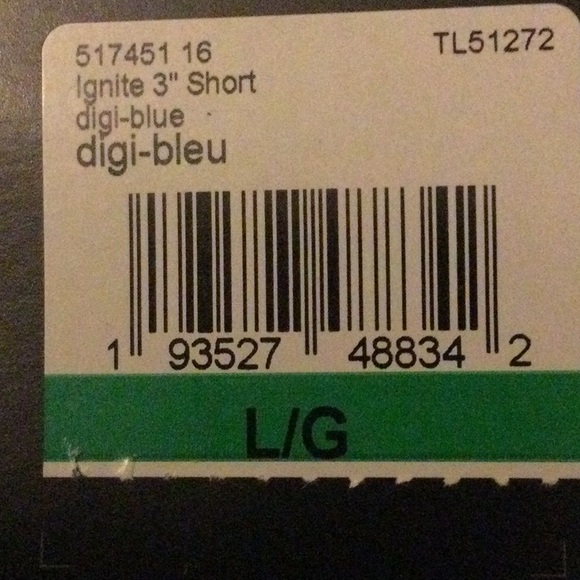 517451 16
TL51272
Ignite 3" Short
digi-blue
digi-bleu
1 93527 48834 2
L/G